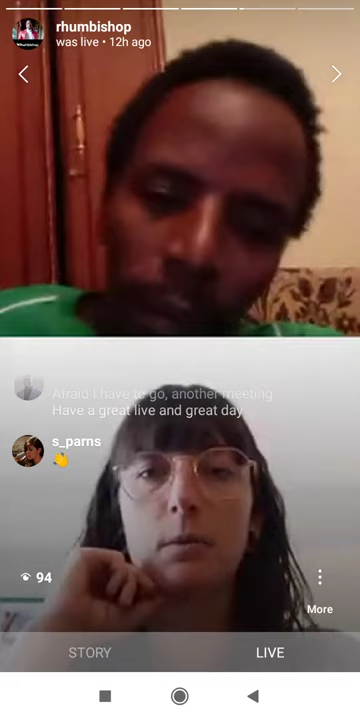 rhumbishop
was live • 12h ago
Afraid I have to go, another meeting
Have a great live and great day
s_parns
👏
94
More
STORY
LIVE